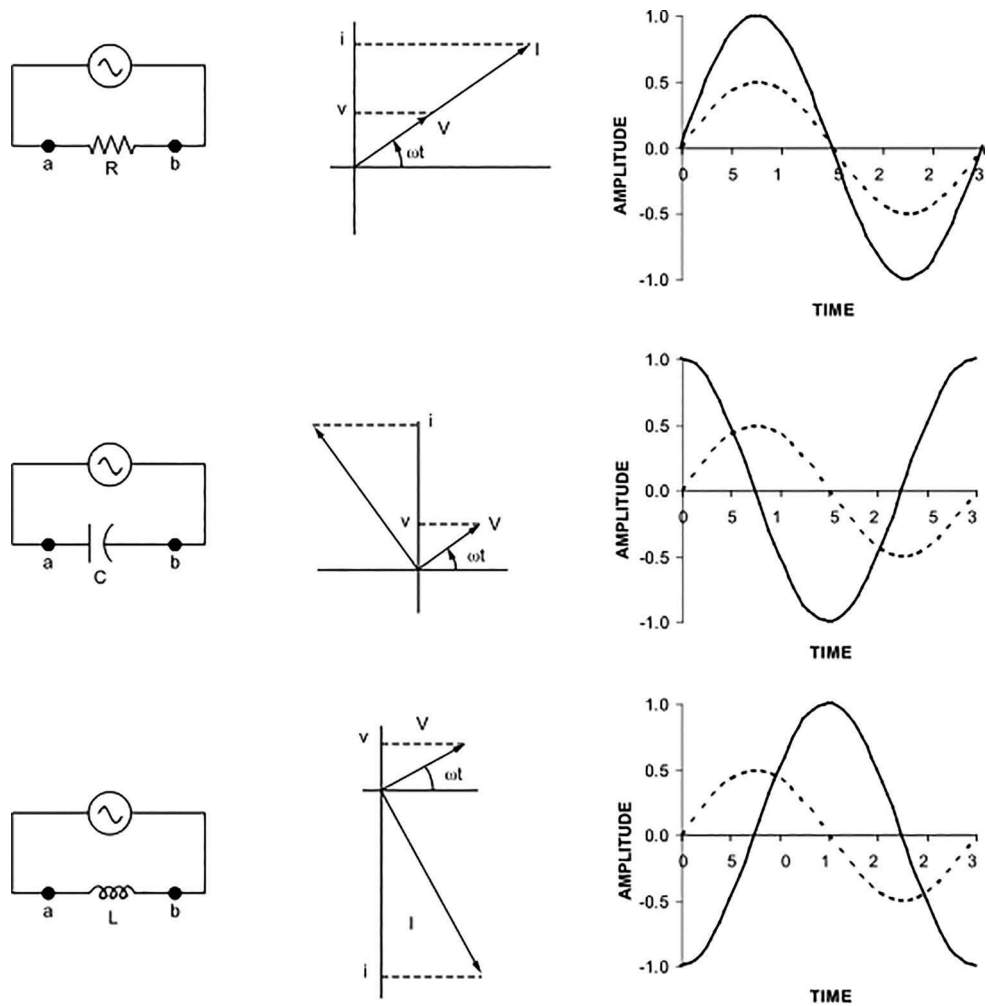 a R b
i I
v V
ωt
1.0
0.5
0.0
-0.5
-1.0
0 5 1 5 2 2 3
AMPLITUDE
TIME
a C b
i
v V
ωt
1.0
0.5
0.0
-0.5
-1.0
0 5 1 5 2 5 3
AMPLITUDE
TIME
a L b
V
v
ωt
I
i
1.0
0.5
0.0
-0.5
-1.0
0 5 0 1 2 2 3
AMPLITUDE
TIME